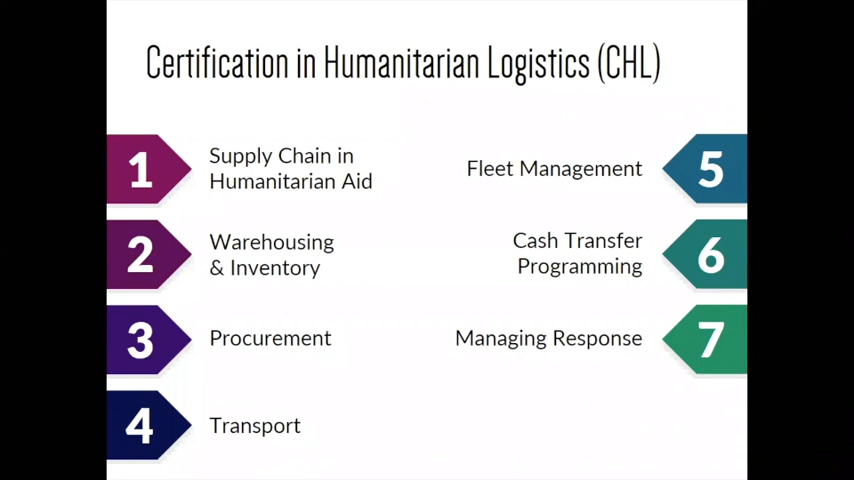 Certification in Humanitarian Logistics (CHL)
1
Supply Chain in
Humanitarian Aid
2
Warehousing
& Inventory
3
Procurement
4
Transport
5
Fleet Management
6
Cash Transfer
Programming
7
Managing Response